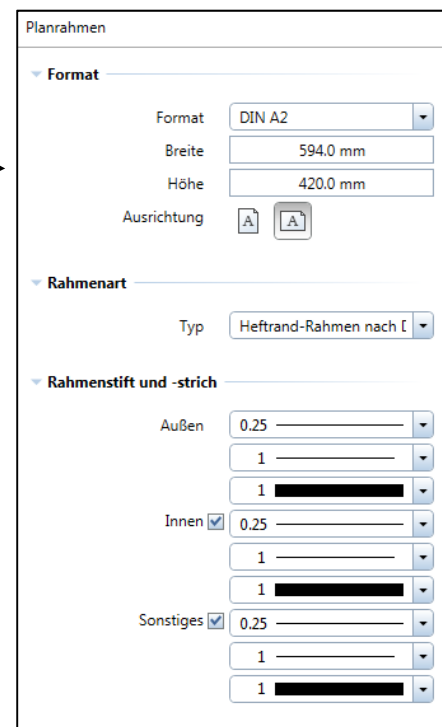 Planrahmen
Format
Format DIN A2
Breite 594.0 mm
Höhe 420.0 mm
Ausrichtung A A
Rahmenart
Typ Heftrand-Rahmen nach D
Rahmenstift und -strich
Außen 0.25
1
1
Innen 0.25
1
1
Sonstiges 0.25
1
1